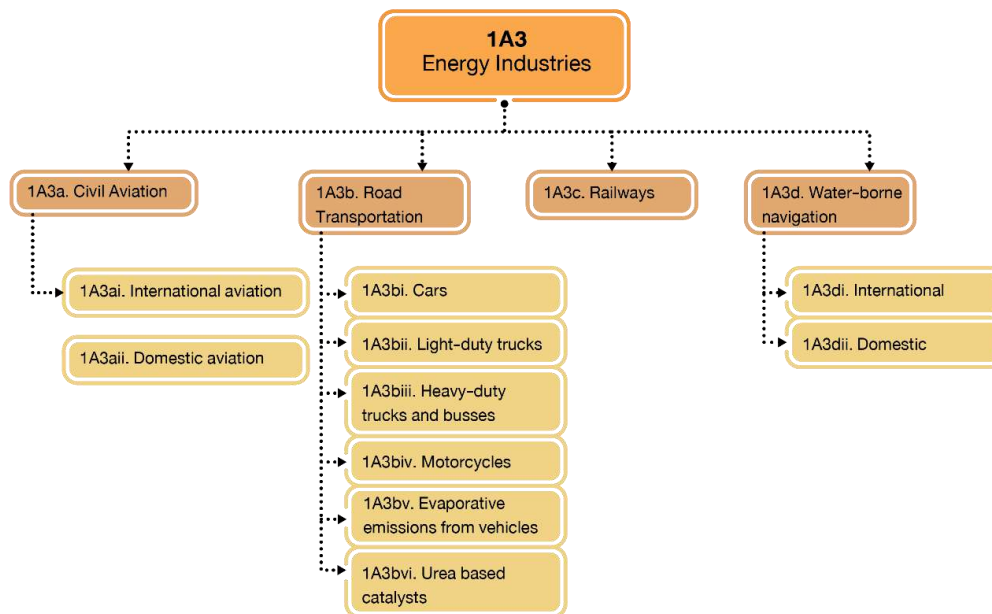 1A3
Energy Industries
1A3a. Civil Aviation
1A3b. Road
Transportation
1A3c. Railways
1A3d. Water-borne
navigation
1A3ai. International aviation
1A3aii. Domestic aviation
1A3bi. Cars
1A3bii. Light-duty trucks
1A3biii. Heavy-duty
trucks and busses
1A3biv. Motorcycles
1A3bv. Evaporative
emissions from vehicles
1A3bvi. Urea based
catalysts
1A3di. International
1A3dii. Domestic